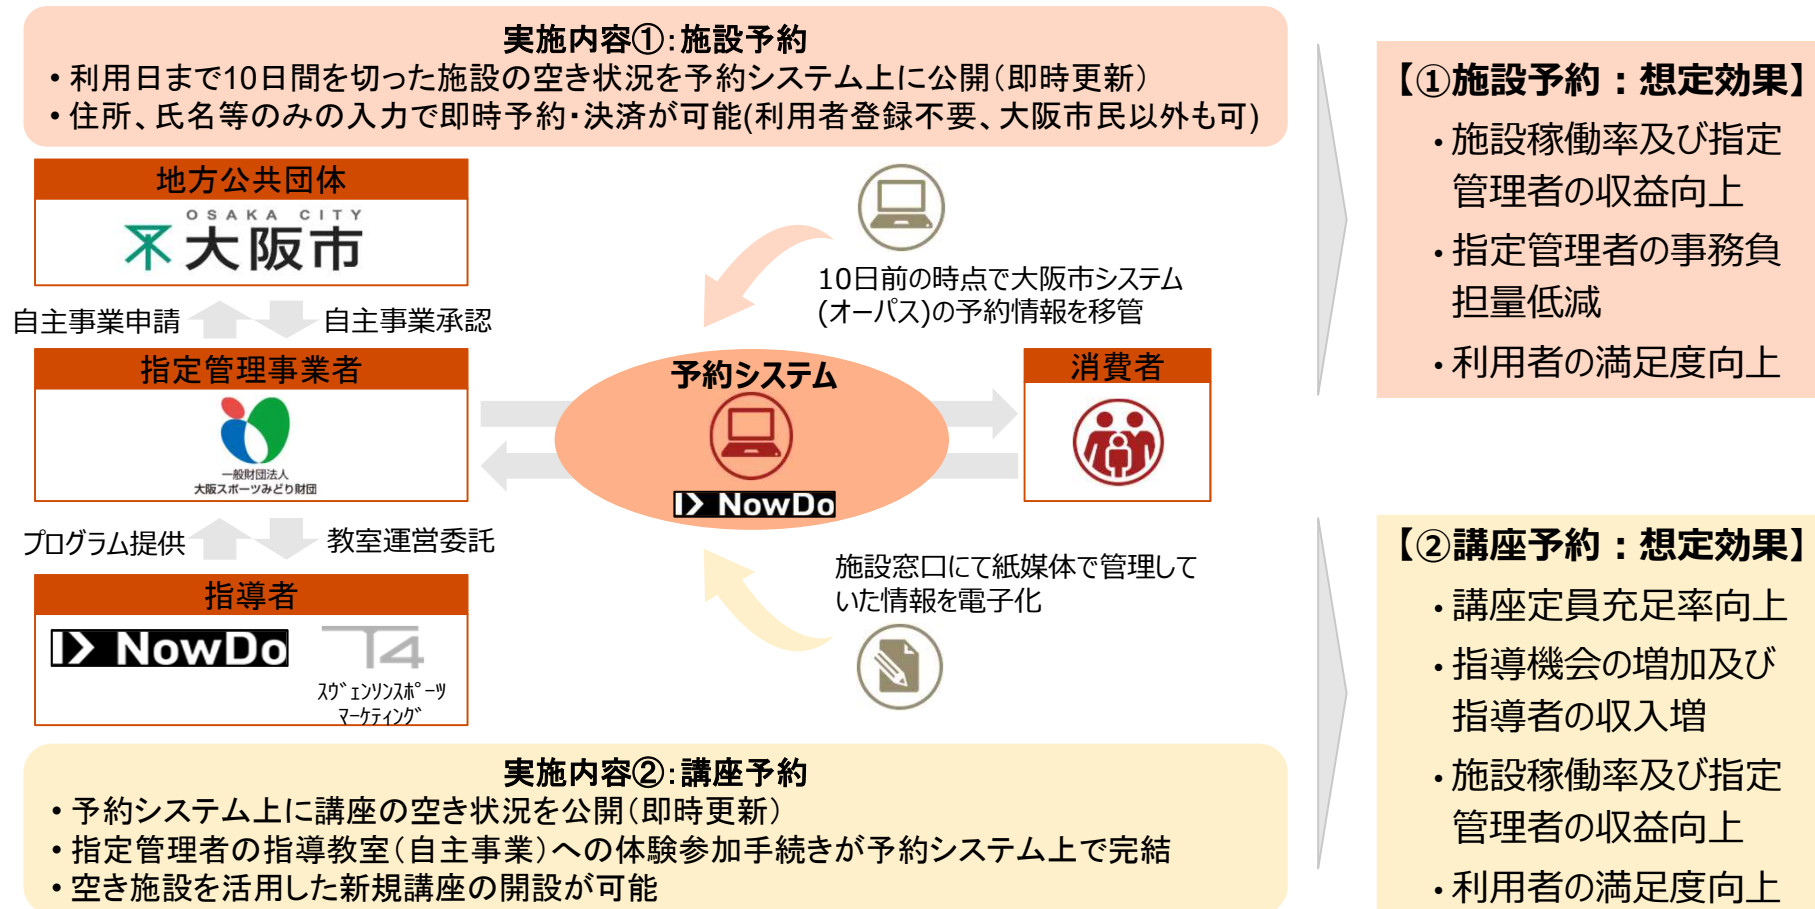 実施内容①：施設予約
• 利用日まで10日間を切った施設の空き状況を予約システム上に公開（即時更新）
• 住所、氏名等のみの入力で即時予約・決済が可能(利用者登録不要、大阪市民以外も可)
地方公共団体
OSAKA CITY
大阪市
自主事業申請
自主事業承認
指定管理事業者
一般財団法人
大阪スポーツみどり財団
プログラム提供
教室運営委託
指導者
NowDo
T4
スヴェンソンスポーツ
マーケティング
10日前の時点で大阪市システム
(オーパス)の予約情報を移管
予約システム
NowDo
消費者
施設窓口にて紙媒体で管理して
いた情報を電子化
実施内容②：講座予約
• 予約システム上に講座の空き状況を公開（即時更新）
• 指定管理者の指導教室（自主事業）への体験参加手続きが予約システム上で完結
• 空き施設を活用した新規講座の開設が可能
【①施設予約：想定効果】
・施設稼働率及び指定
管理者の収益向上
・指定管理者の事務負
担量低減
・利用者の満足度向上
【②講座予約：想定効果】
・講座定員充足率向上
・指導機会の増加及び
指導者の収入増
・施設稼働率及び指定
管理者の収益向上
・利用者の満足度向上